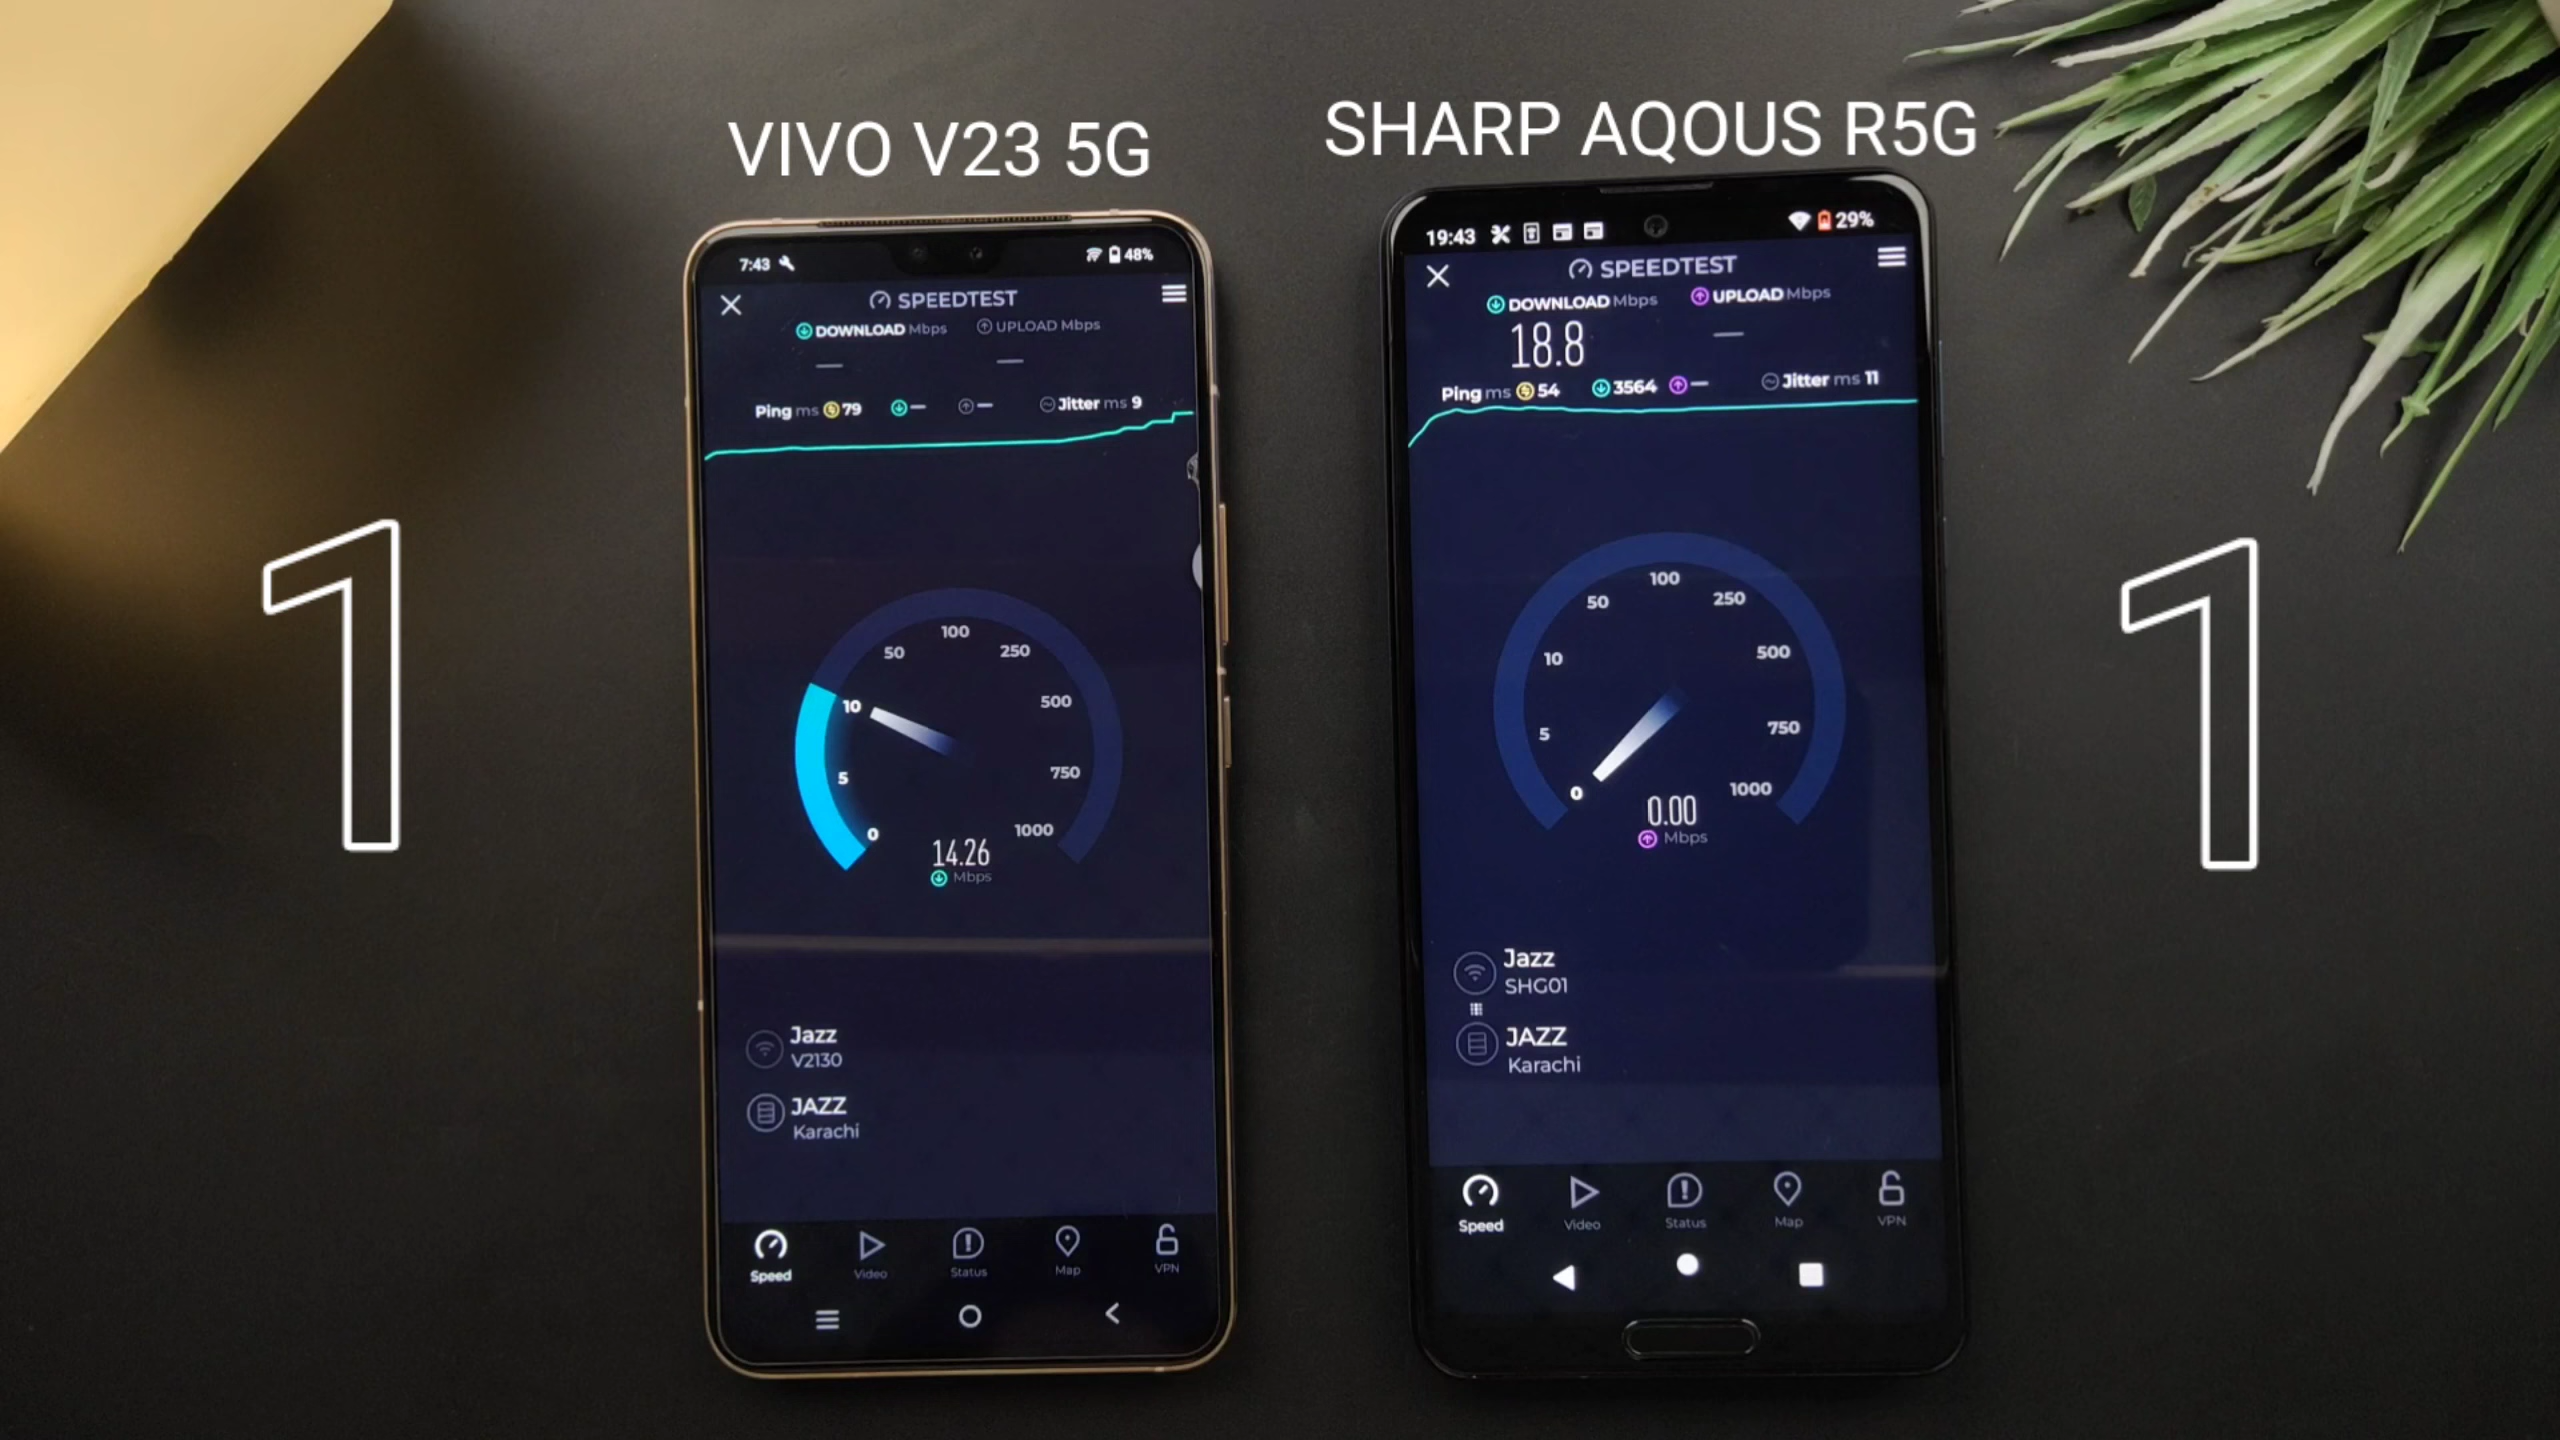 VIVO V23 5G
SHARP AQOUS R5G
1
1
7:43
48%
SPEEDTEST
DOWNLOAD Mbps UPLOAD Mbps
Ping ms 79 Jitter ms 9
100
50 250
10 500
5 750
0 1000
14.26
Mbps
Jazz
V2130
JAZZ
Karachi
Speed Video Status Map VPN
19:43
29%
SPEEDTEST
DOWNLOAD Mbps UPLOAD Mbps
18.8
Ping ms 54 3564 Jitter ms 11
100
50 250
10 500
5 750
0 1000
0.00
Mbps
Jazz
SHG01
JAZZ
Karachi
Speed Video Status Map VPN